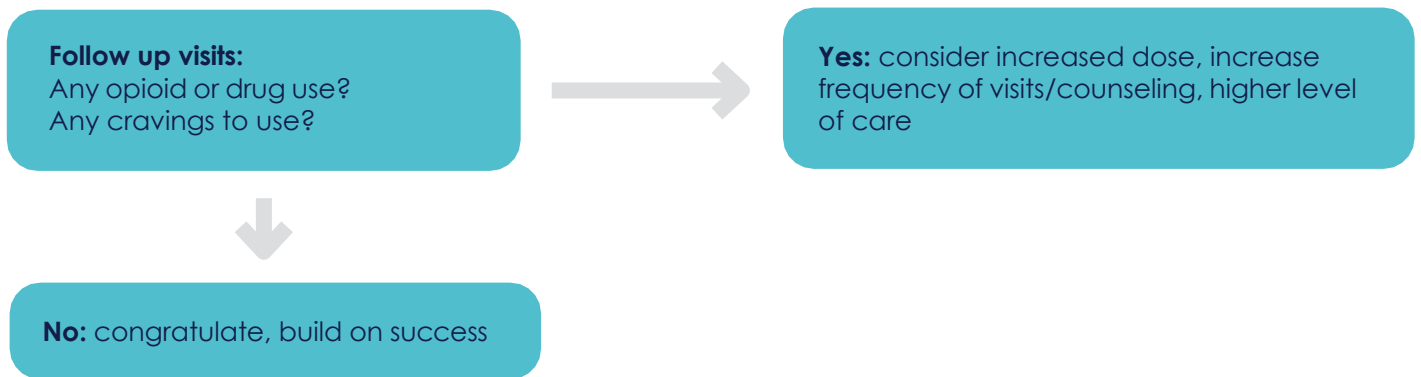 Follow up visits:
Any opioid or drug use?
Any cravings to use?
Yes: consider increased dose, increase
frequency of visits/counseling, higher level
of care
No: congratulate, build on success